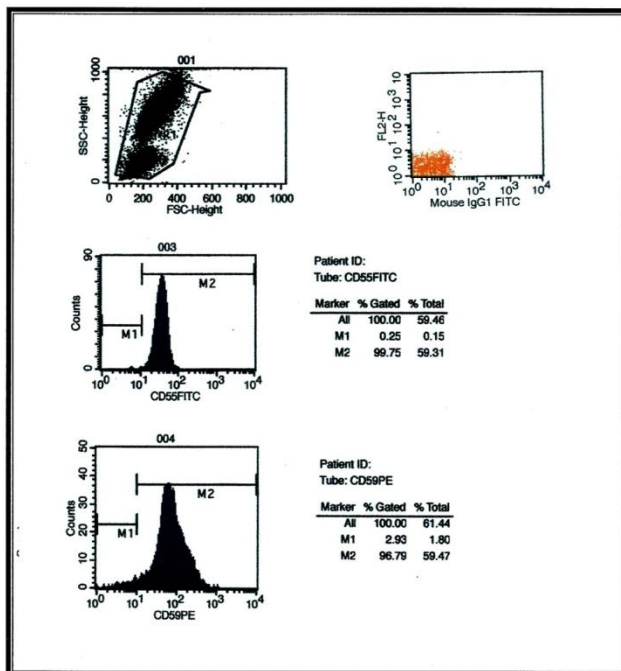 001
SSC-Height
1000
0
R1
0 200 400 600 800 1000
FSC-Height
FL2-H
10^0 10^1 10^2 10^3 10^4
10^0 10^1 10^2 10^3 10^4
Mouse IgG1 FITC
003
Counts
90
0
M2
M1
10^0 10^1 10^2 10^3 10^4
CD55FITC
Patient ID:
Tube: CD55FITC
Marker % Gated % Total
All 100.00 59.46
M1 0.25 0.15
M2 99.75 59.31
004
Counts
50
40
30
20
10
0
M2
M1
10^0 10^1 10^2 10^3 10^4
CD59PE
Patient ID:
Tube: CD59PE
Marker % Gated % Total
All 100.00 61.44
M1 2.93 1.80
M2 96.79 59.47